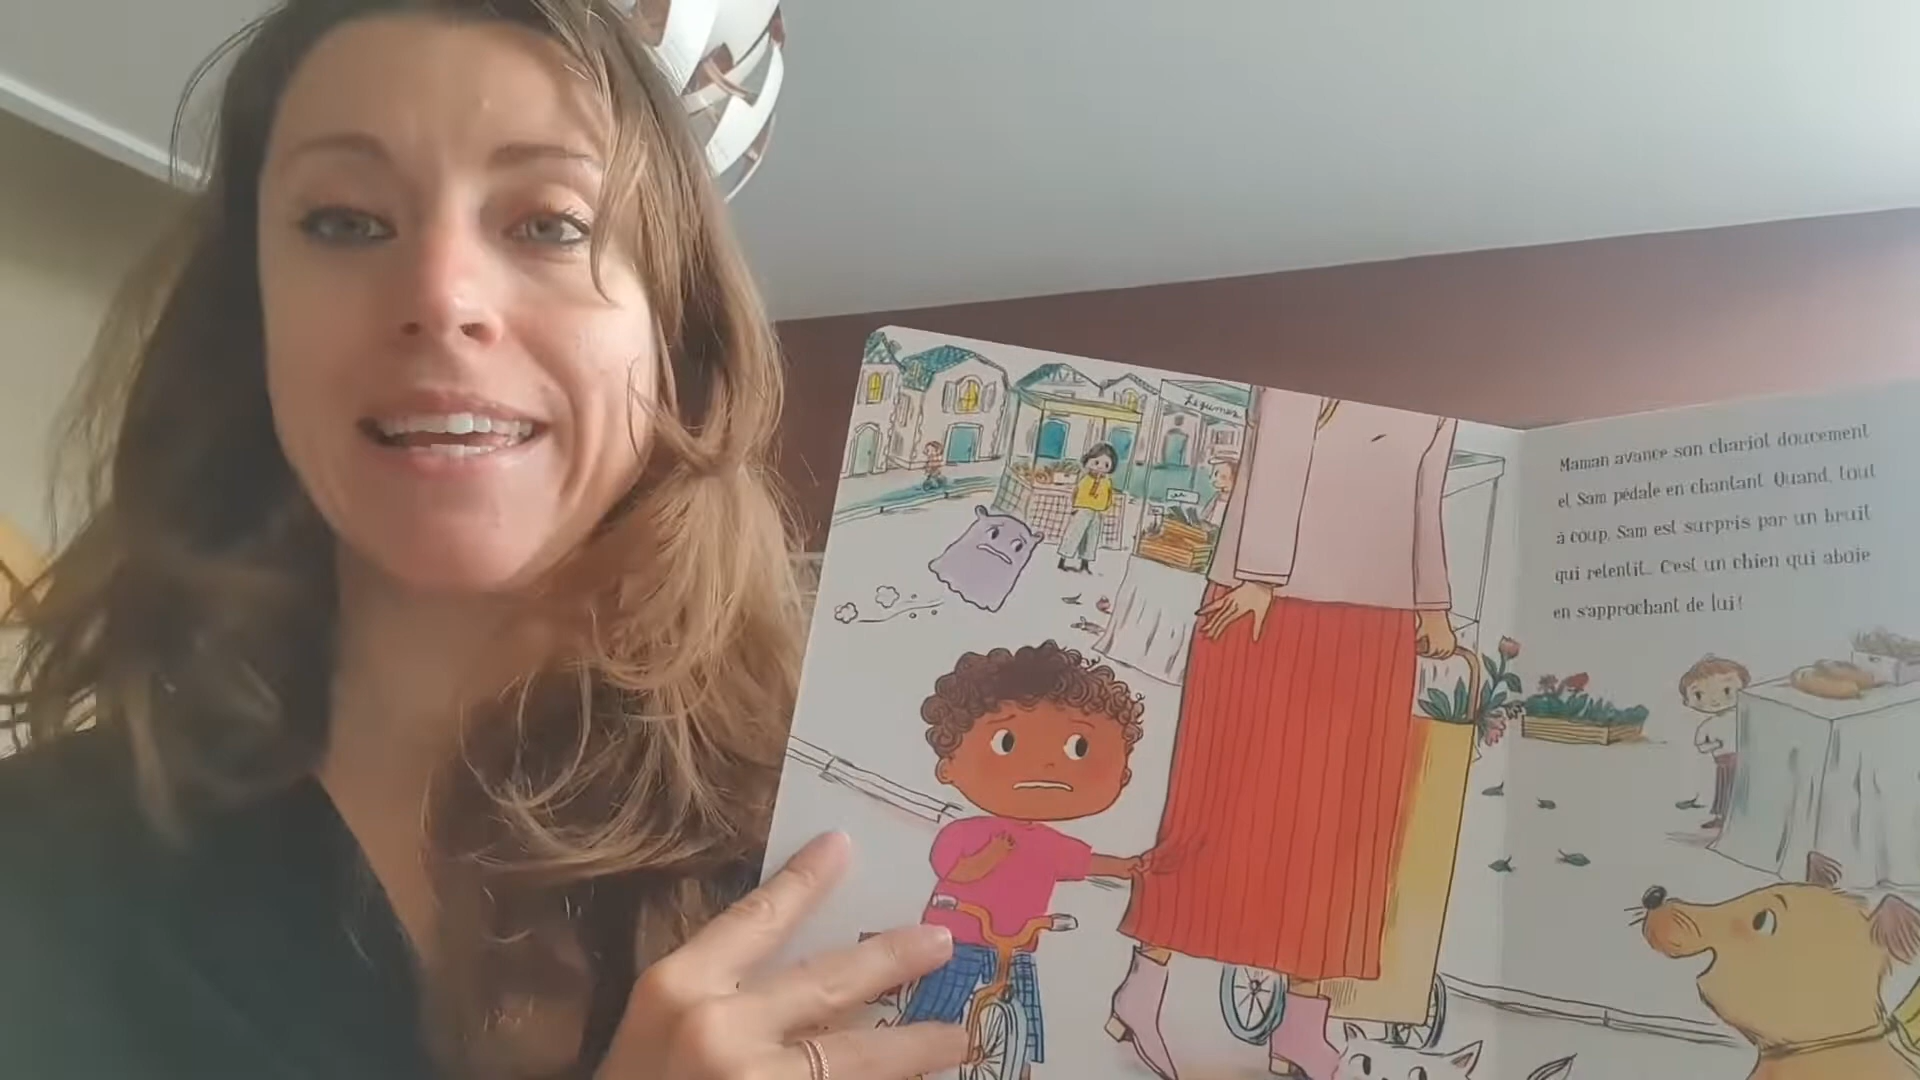 Légumes
Maman avance son chariot doucement
et Sam pédale en chantant. Quand, tout
à coup, Sam est surpris par un bruit
qui retentit... C'est un chien qui aboie
en s'approchant de lui !